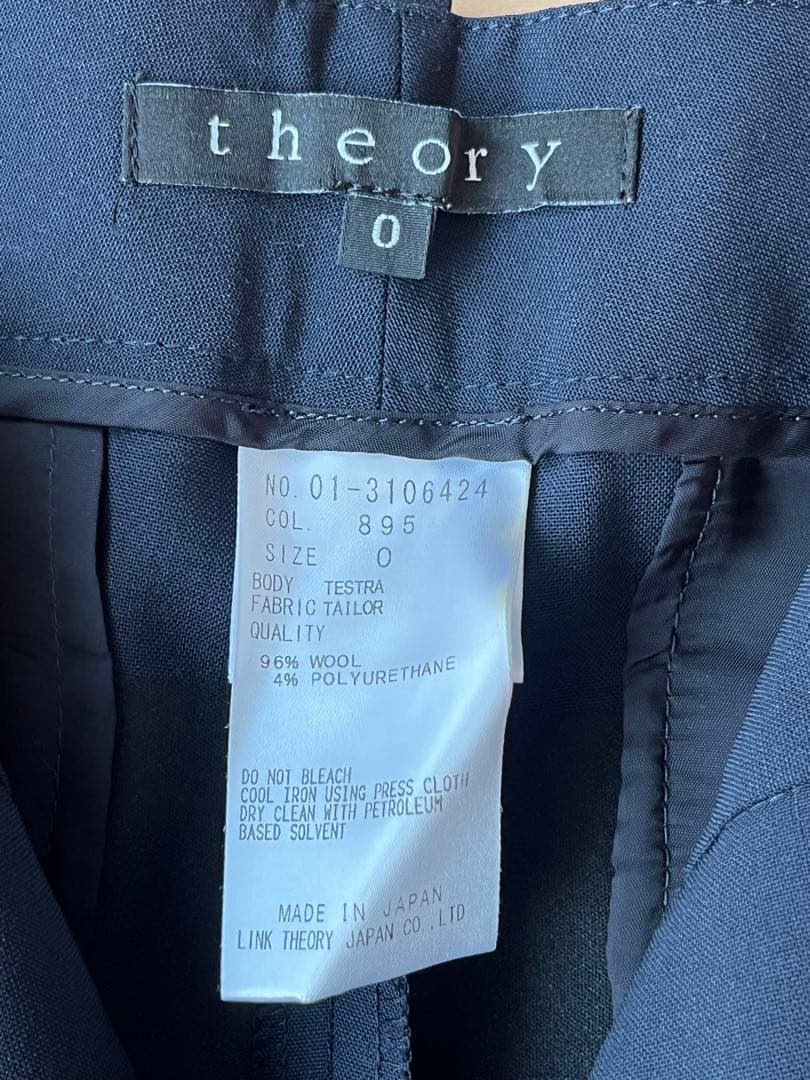 theory
0
NO. 01-3106424
COL. 895
SIZE 0
BODY TESTRA
FABRIC TAILOR
QUALITY
96% WOOL
4% POLYURETHANE
DO NOT BLEACH
COOL IRON USING PRESS CLOTH
DRY CLEAN WITH PETROLEUM
BASED SOLVENT
MADE IN JAPAN
LINK THEORY JAPAN CO.,LTD